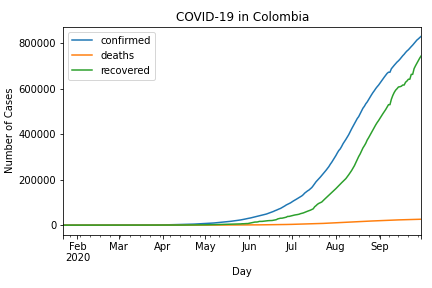 COVID-19 in Colombia
confirmed
deaths
recovered
Number of Cases
800000
600000
400000
200000
0
Feb Mar Apr May Jun Jul Aug Sep
2020
Day